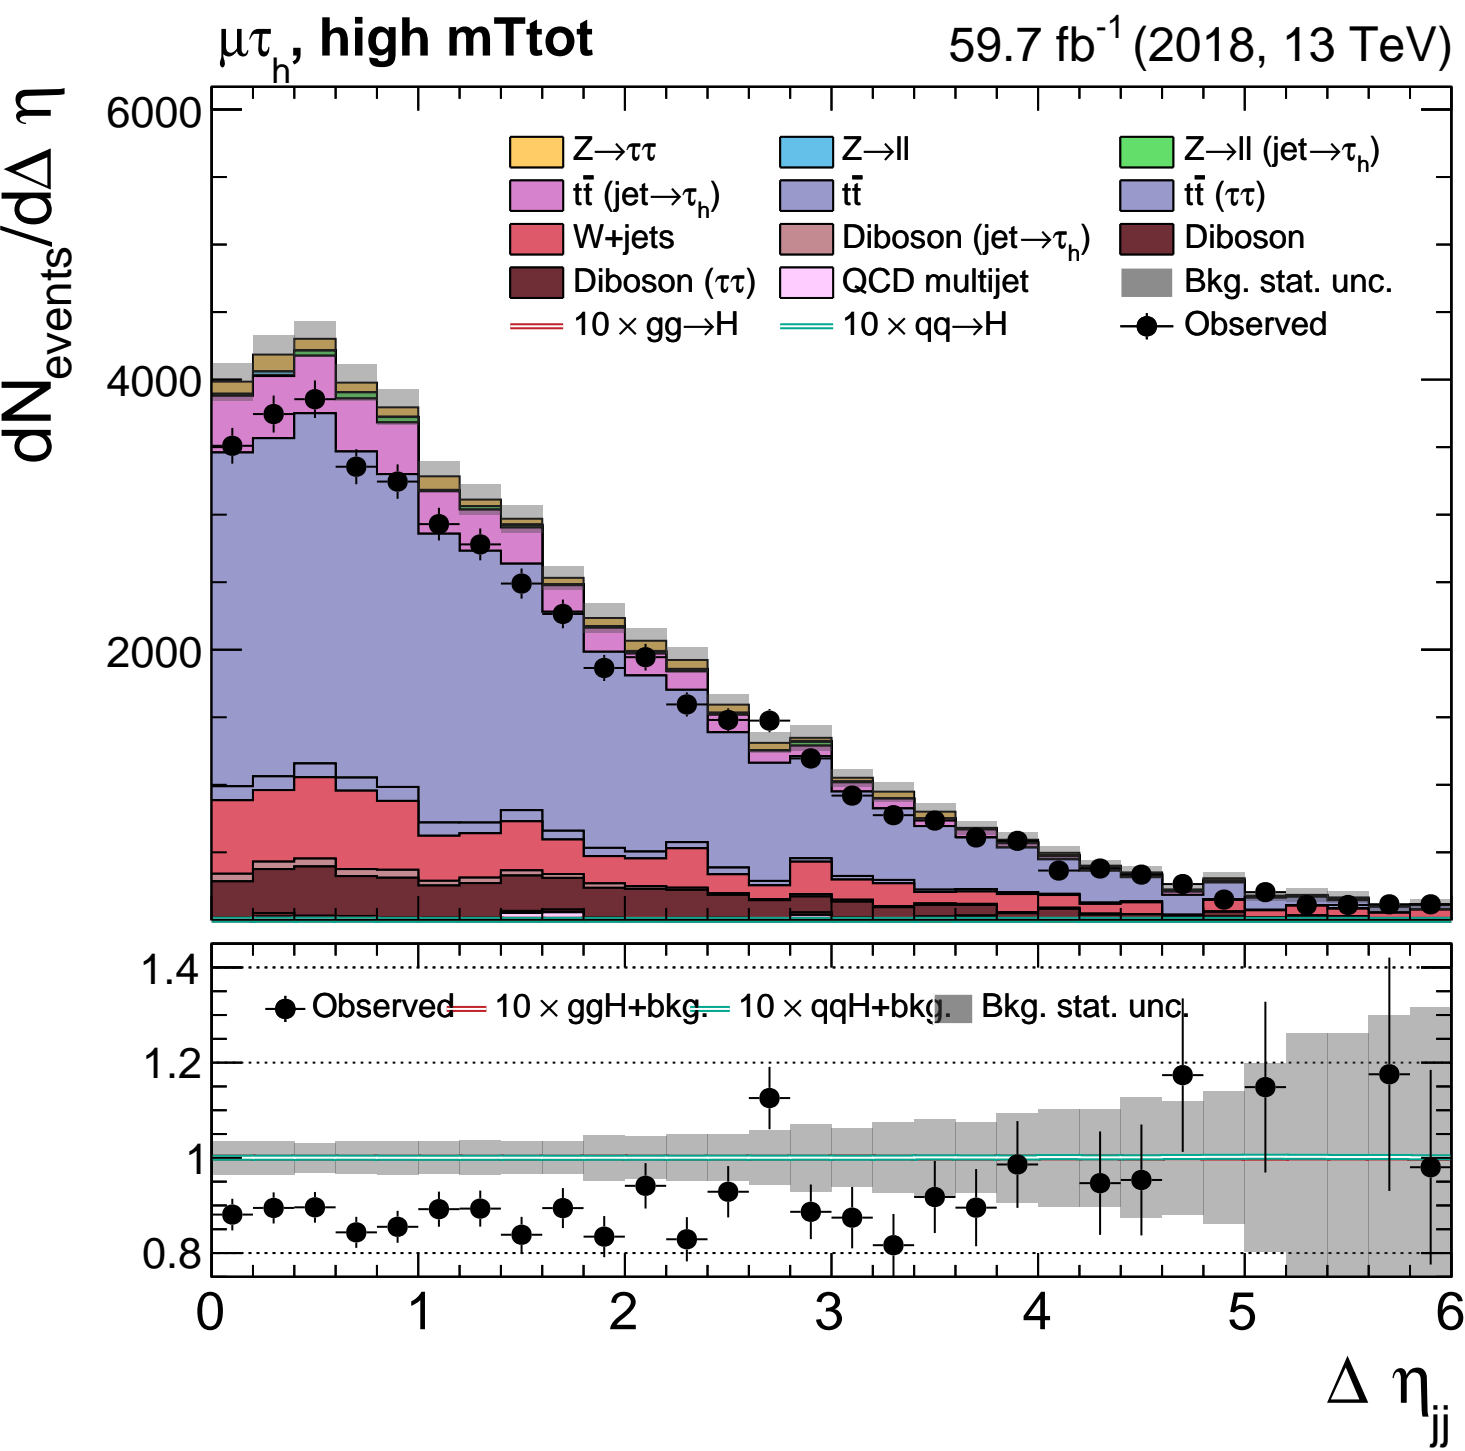 μτh, high mTtot 59.7 fb-1 (2018, 13 TeV)
dNevents/dΔ η
6000
4000
2000
Z→ττ Z→ll Z→ll (jet→τh)
tt̄ (jet→τh) tt̄ tt̄ (ττ)
W+jets Diboson (jet→τh) Diboson
Diboson (ττ) QCD multijet Bkg. stat. unc.
10 × gg→H 10 × qq→H Observed
1.4
1.2
1
0.8
Observed 10 × ggH+bkg. 10 × qqH+bkg. Bkg. stat. unc.
0 1 2 3 4 5 6
Δ ηjj